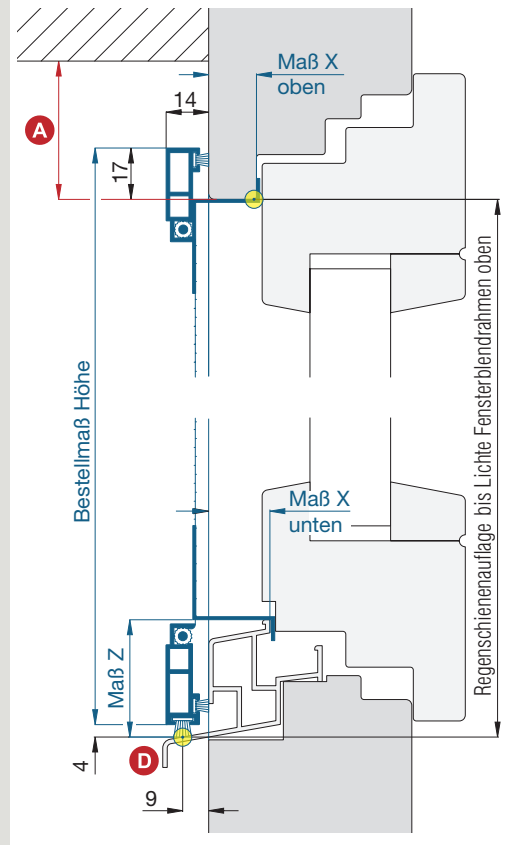 Maß X
oben
14
A
17
Bestellmaß Höhe
Regenschienenauflage bis Lichte Fensterblendrahmen oben
Maß X
unten
Maß Z
D
4
9